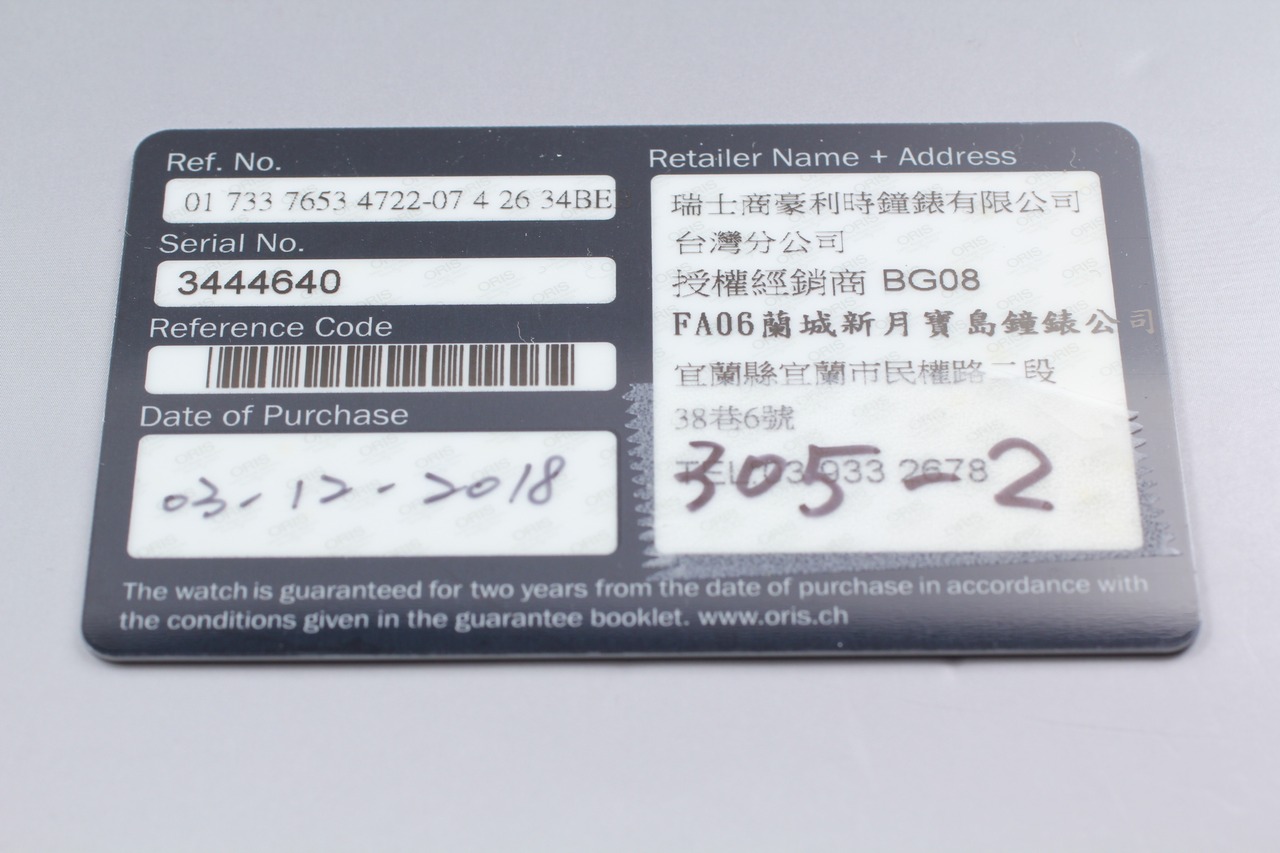 Ref. No.
01 733 7653 4722-07 4 26 34BE
Serial No.
3444640
Reference Code
Date of Purchase
03-12-2018
Retailer Name + Address
瑞士商豪利時鐘錶有限公司
台灣分公司
授權經銷商 BG08
FA06蘭城新月寶島鐘錶公司
宜蘭縣宜蘭市民權路二段
38巷6號
TEL:03 933 2678
305-2
The watch is guaranteed for two years from the date of purchase in accordance with
the conditions given in the guarantee booklet. www.oris.ch